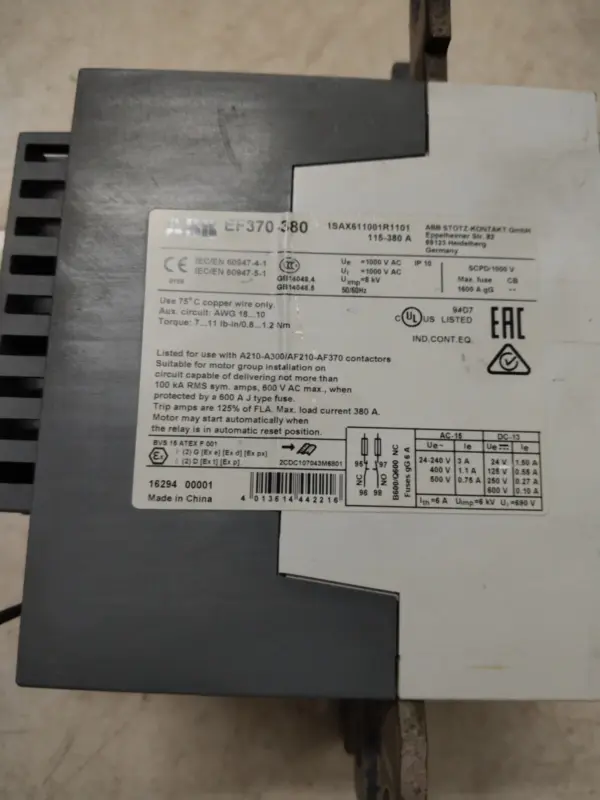 ABB EF370-380 1SAX611001R1101
115-380 A
ABB STOTZ-KONTAKT GmbH
Eppelheimer Str. 82
69123 Heidelberg
Germany
CE IEC/EN 60947-4-1
IEC/EN 60947-5-1
GB14048.4
GB14048.5
Ue =1000 V AC IP 10
Ui =1000 V AC
Uimp =8 kV
50/60Hz
SCPD/1000 V
Max. fuse CB
1600 A gG --
Use 75°C copper wire only.
Aux. circuit: AWG 18...10
Torque: 7...11 lb-in/0.8...1.2 Nm
94D7
C UL US LISTED
IND.CONT.EQ.
EAC
Listed for use with A210-A300/AF210-AF370 contactors
Suitable for motor group installation on
circuit capable of delivering not more than
100 kA RMS sym. amps, 600 V AC max., when
protected by a 600 A J type fuse.
Trip amps are 125% of FLA. Max. load current 380 A.
Motor may start automatically when
the relay is in automatic reset position.
BVS 15 ATEX F 001
Ex II (2) G [Ex e] [Ex d] [Ex px]
II (2) D [Ex t] [Ex p]
2CDC107043M6801
16294 00001
Made in China
4013614442216
95 97
NC NO
96 98
B600/Q600 NC
Fuses gG 6 A
AC-15 DC-13
Ue~ Ie Ue Ie
24-240 V 3 A 24 V 1.50 A
400 V 1.1 A 125 V 0.55 A
500 V 0.75 A 250 V 0.27 A
600 V 0.10 A
Ith=6 A Uimp=6 kV Ui=690 V